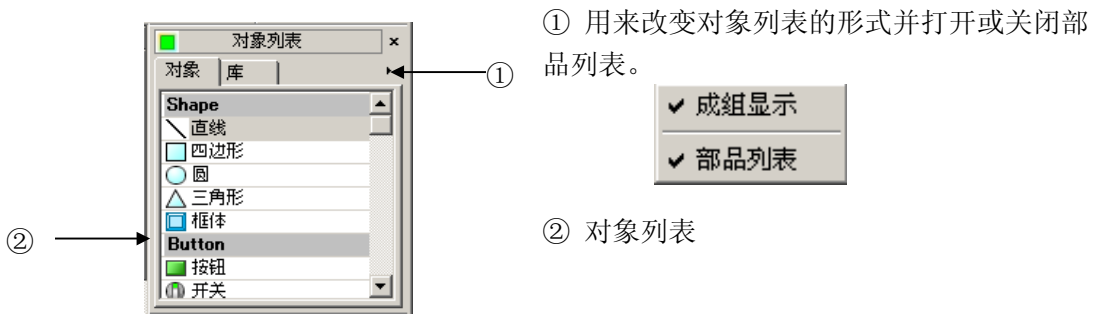 对象列表 ×
对象 库
Shape
直线
四边形
圆
三角形
框体
Button
按钮
开关
①
②
① 用来改变对象列表的形式并打开或关闭部
品列表。
✓ 成组显示
✓ 部品列表
② 对象列表